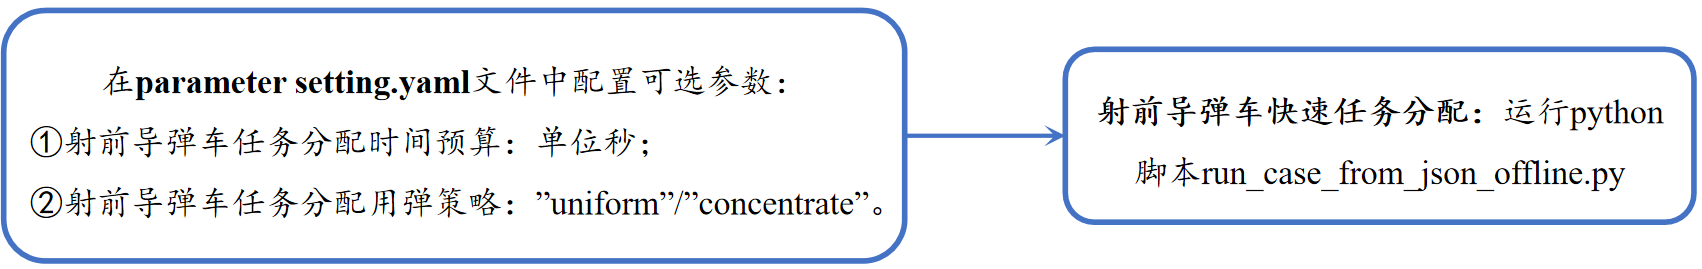 在parameter setting.yaml文件中配置可选参数：
①射前导弹车任务分配时间预算：单位秒；
②射前导弹车任务分配用弹策略：”uniform”/”concentrate”。
射前导弹车快速任务分配：运行python
脚本run_case_from_json_offline.py